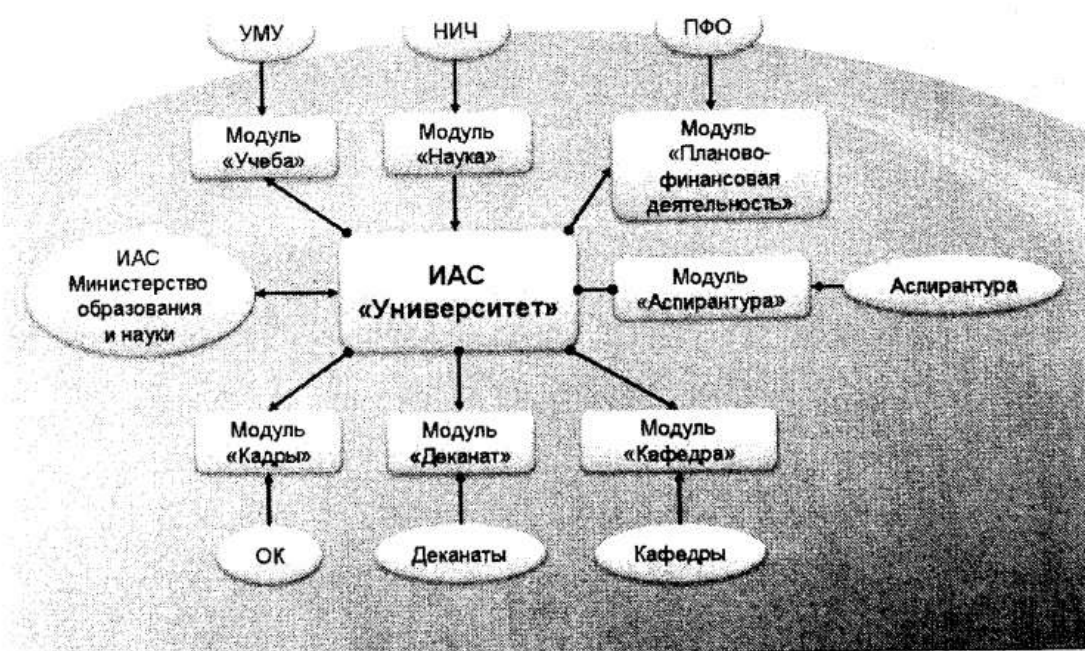 УМУ
НИЧ
ПФО
Модуль
«Учеба»
Модуль
«Наука»
Модуль
«Планово-
финансовая
деятельность»
ИАС
Министерство
образования
и науки
ИАС
«Университет»
Модуль
«Аспирантура»
Аспирантура
Модуль
«Кадры»
Модуль
«Деканат»
Модуль
«Кафедра»
ОК
Деканаты
Кафедры